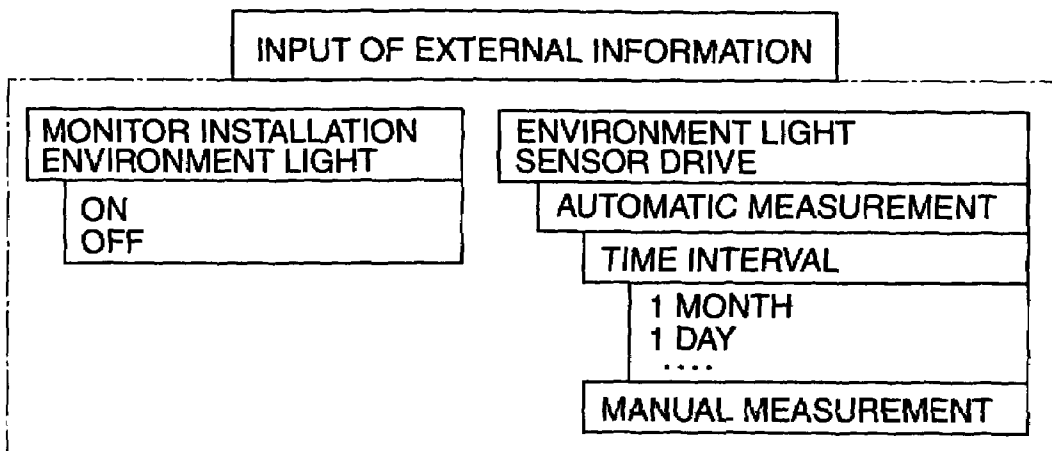 INPUT OF EXTERNAL INFORMATION
MONITOR INSTALLATION
ENVIRONMENT LIGHT
ON
OFF
ENVIRONMENT LIGHT
SENSOR DRIVE
AUTOMATIC MEASUREMENT
TIME INTERVAL
1 MONTH
1 DAY
....
MANUAL MEASUREMENT